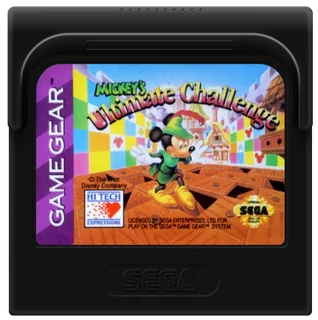 GAME GEAR™
MICKEY'S
Ultimate Challenge
© The Walt
Disney Company
HI TECH
EXPRESSIONS
LICENSED BY SEGA ENTERPRISES, LTD. FOR
PLAY ON THE SEGA™ GAME GEAR™ SYSTEM
SEGA
SEGA